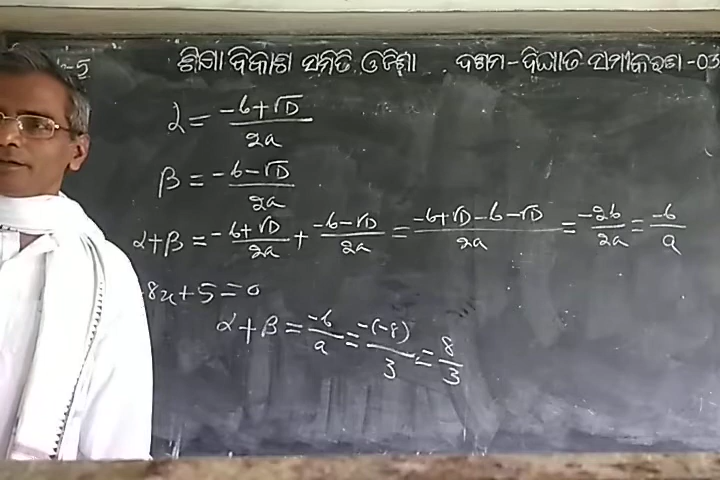 ଶିକ୍ଷା ବିକାଶ ସମିତି ଓଡ଼ିଶା ଦଶମ - ଦ୍ୱିଘାତ ସମୀକରଣ - 03
α = (-b+√D)/2a
β = (-b-√D)/2a
α+β = (-b+√D)/2a + (-b-√D)/2a = (-b+√D-b-√D)/2a = -2b/2a = -b/a
-8x+5=0
α+β = -b/a = -(-8)/3 = 8/3